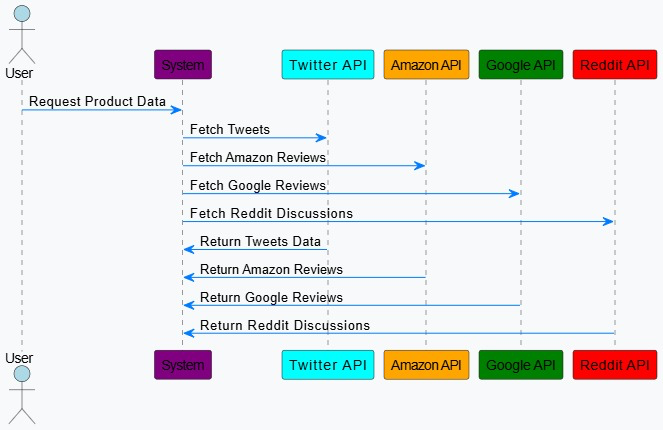 User
System
Twitter API
Amazon API
Google API
Reddit API
Request Product Data
Fetch Tweets
Fetch Amazon Reviews
Fetch Google Reviews
Fetch Reddit Discussions
Return Tweets Data
Return Amazon Reviews
Return Google Reviews
Return Reddit Discussions
User
System
Twitter API
Amazon API
Google API
Reddit API